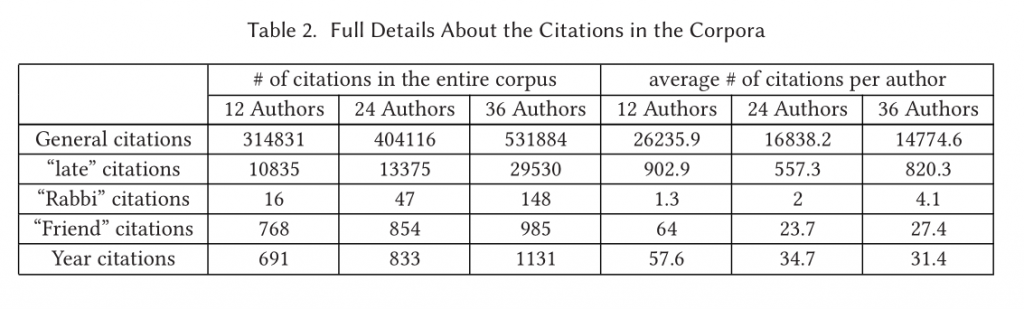 Table 2. Full Details About the Citations in the Corpora
# of citations in the entire corpus average # of citations per author
12 Authors 24 Authors 36 Authors 12 Authors 24 Authors 36 Authors
General citations 314831 404116 531884 26235.9 16838.2 14774.6
“late” citations 10835 13375 29530 902.9 557.3 820.3
“Rabbi” citations 16 47 148 1.3 2 4.1
“Friend” citations 768 854 985 64 23.7 27.4
Year citations 691 833 1131 57.6 34.7 31.4